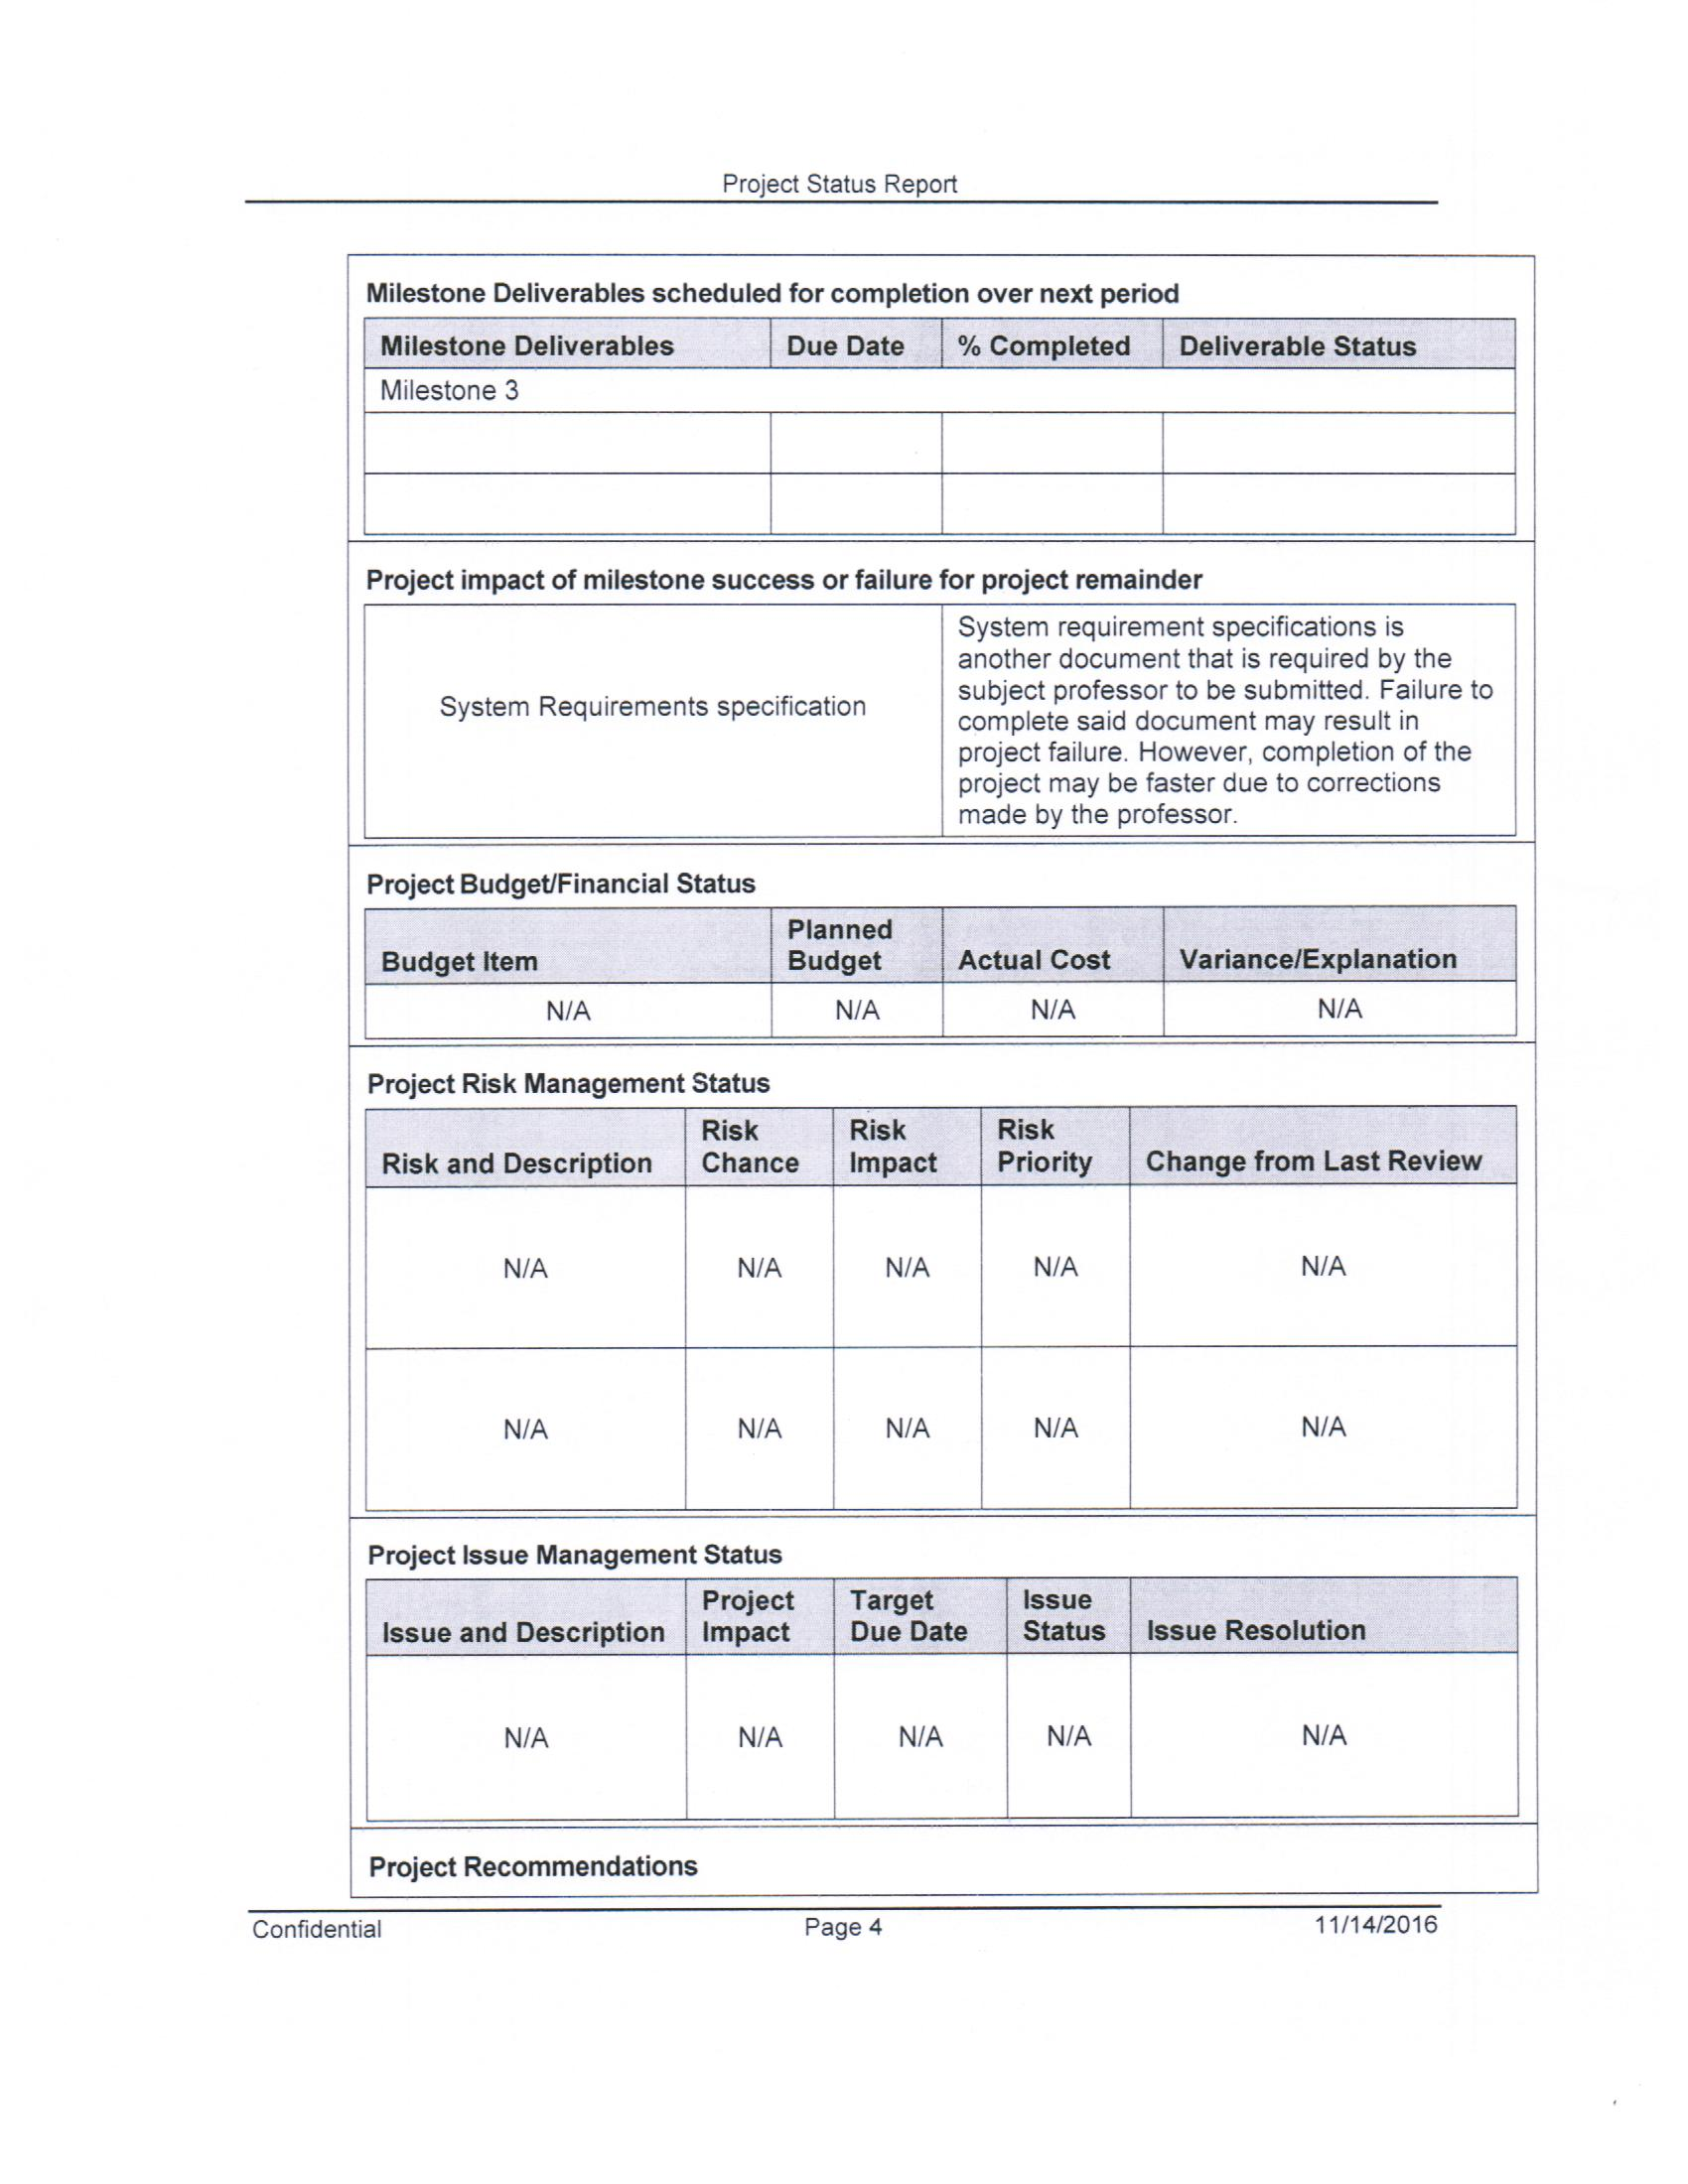 Project Status Report
Milestone Deliverables scheduled for completion over next period
Milestone Deliverables Due Date % Completed Deliverable Status
Milestone 3
Project impact of milestone success or failure for project remainder
System Requirements specification
System requirement specifications is
another document that is required by the
subject professor to be submitted. Failure to
complete said document may result in
project failure. However, completion of the
project may be faster due to corrections
made by the professor.
Project Budget/Financial Status
Budget Item
Planned
Budget
Actual Cost
Variance/Explanation
N/A N/A N/A N/A
Project Risk Management Status
Risk and Description
Risk
Chance
Risk
Impact
Risk
Priority
Change from Last Review
N/A N/A N/A N/A N/A
N/A N/A N/A N/A N/A
Project Issue Management Status
Issue and Description
Project
Impact
Target
Due Date
Issue
Status
Issue Resolution
N/A N/A N/A N/A N/A
Project Recommendations
Confidential Page 4 11/14/2016